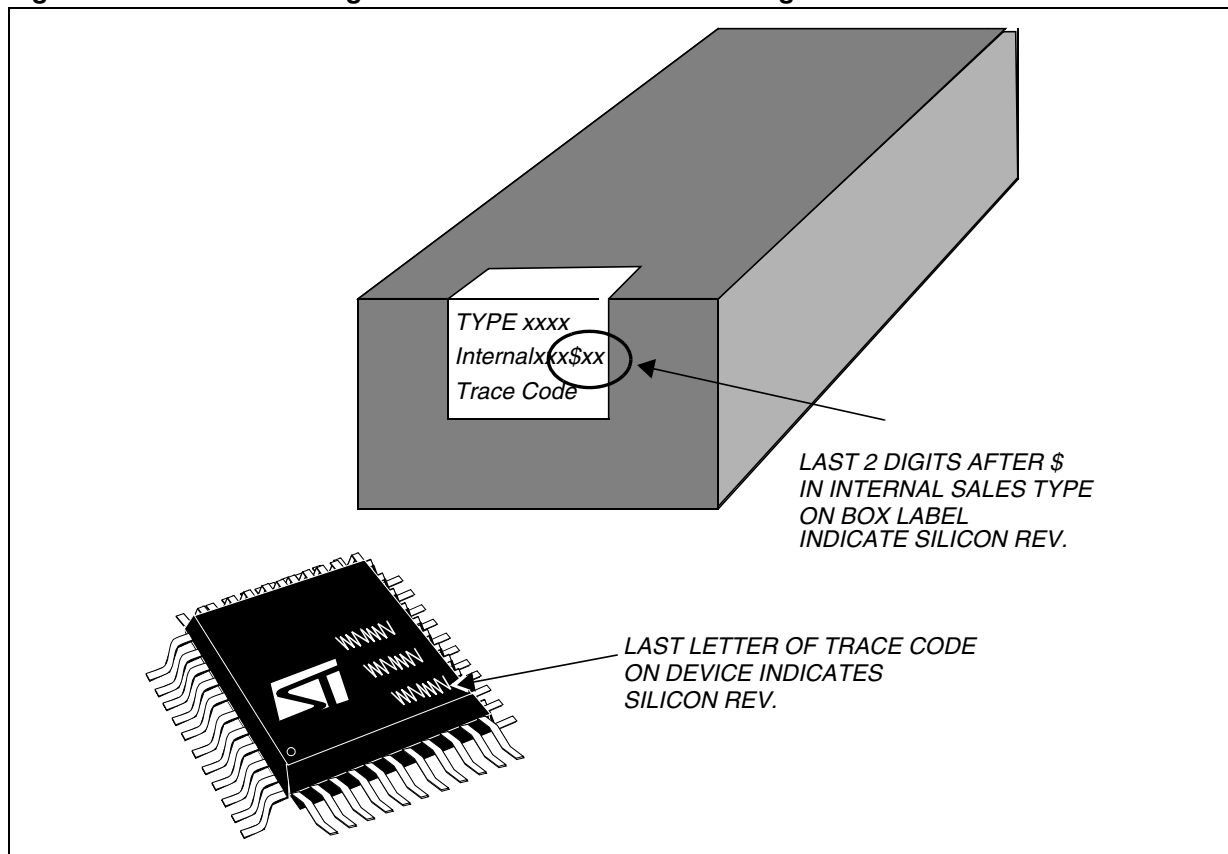 TYPE xxxx
Internalxxx$xx
Trace Code
LAST 2 DIGITS AFTER $
IN INTERNAL SALES TYPE
ON BOX LABEL
INDICATE SILICON REV.
LAST LETTER OF TRACE CODE
ON DEVICE INDICATES
SILICON REV.
ST